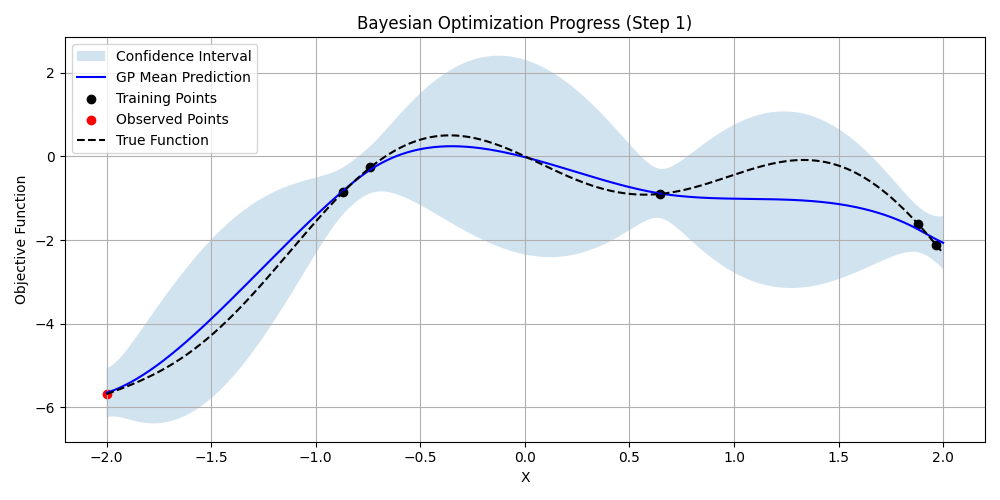 Bayesian Optimization Progress (Step 1)
Confidence Interval
GP Mean Prediction
Training Points
Observed Points
True Function
Objective Function
2
0
−2
−4
−6
−2.0 −1.5 −1.0 −0.5 0.0 0.5 1.0 1.5 2.0
X